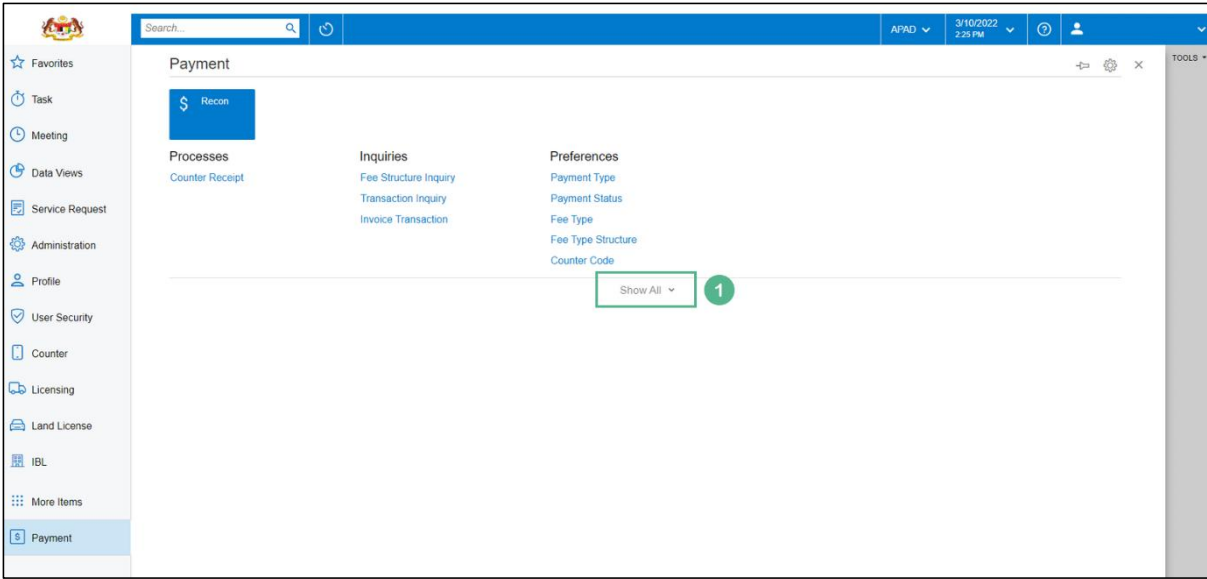 Search...
APAD
3/10/2022
2:25 PM
TOOLS
Favorites
Task
Meeting
Data Views
Service Request
Administration
Profile
User Security
Counter
Licensing
Land License
IBL
More Items
Payment
Payment
$ Recon
Processes
Counter Receipt
Inquiries
Fee Structure Inquiry
Transaction Inquiry
Invoice Transaction
Preferences
Payment Type
Payment Status
Fee Type
Fee Type Structure
Counter Code
Show All
1